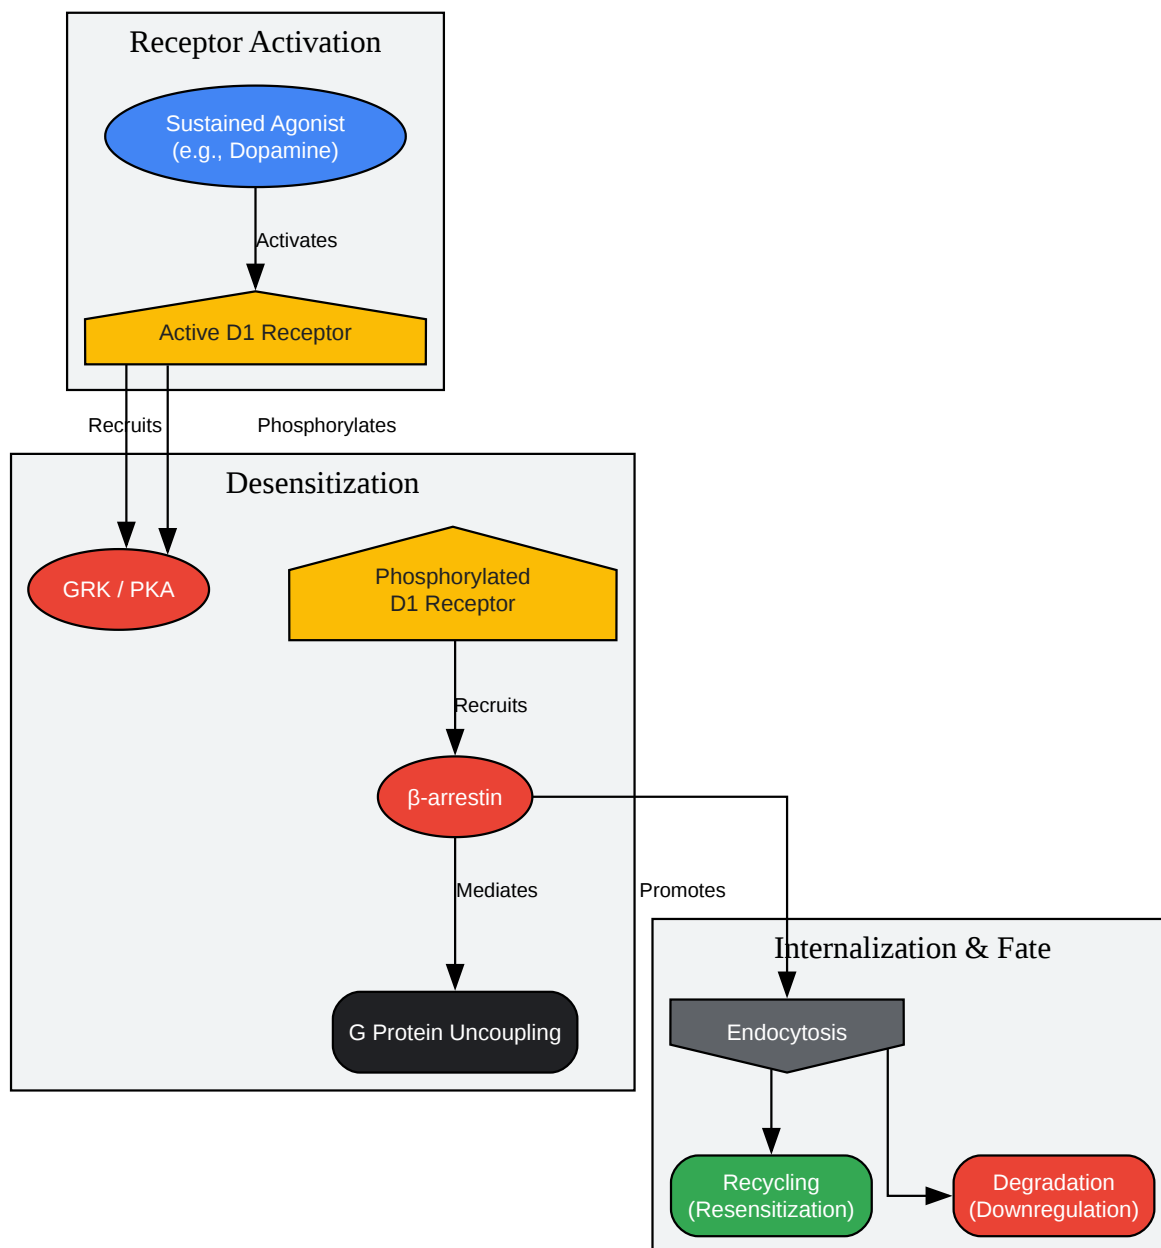 Receptor Activation
Sustained Agonist
(e.g., Dopamine)
Activates
Active D1 Receptor
Recruits
Phosphorylates
Desensitization
GRK / PKA
Phosphorylated
D1 Receptor
Recruits
β-arrestin
Mediates
Promotes
G Protein Uncoupling
Internalization & Fate
Endocytosis
Recycling
(Resensitization)
Degradation
(Downregulation)